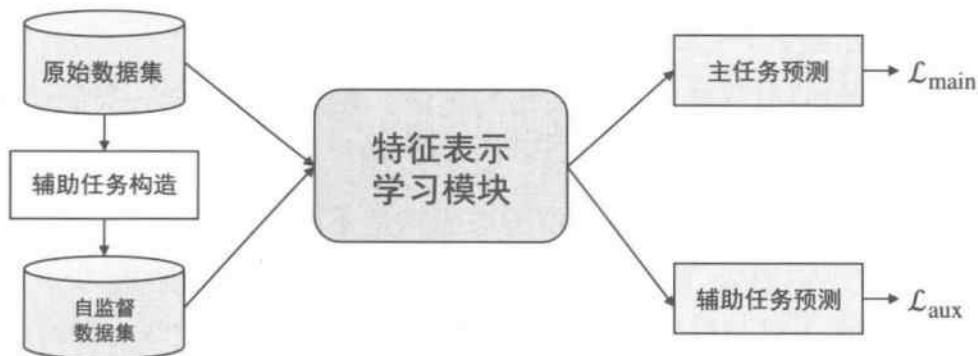 原始数据集
辅助任务构造
自监督
数据集
特征表示
学习模块
主任务预测
ℒmain
辅助任务预测
ℒaux